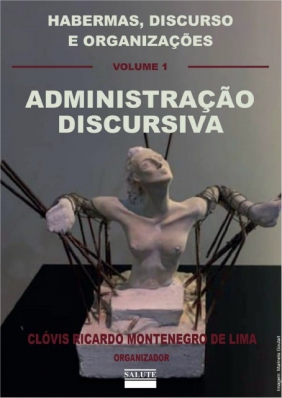 HABERMAS, DISCURSO
E ORGANIZAÇÕES
VOLUME 1
ADMINISTRAÇÃO
DISCURSIVA
CLÓVIS RICARDO MONTENEGRO DE LIMA
ORGANIZADOR
SALUTE